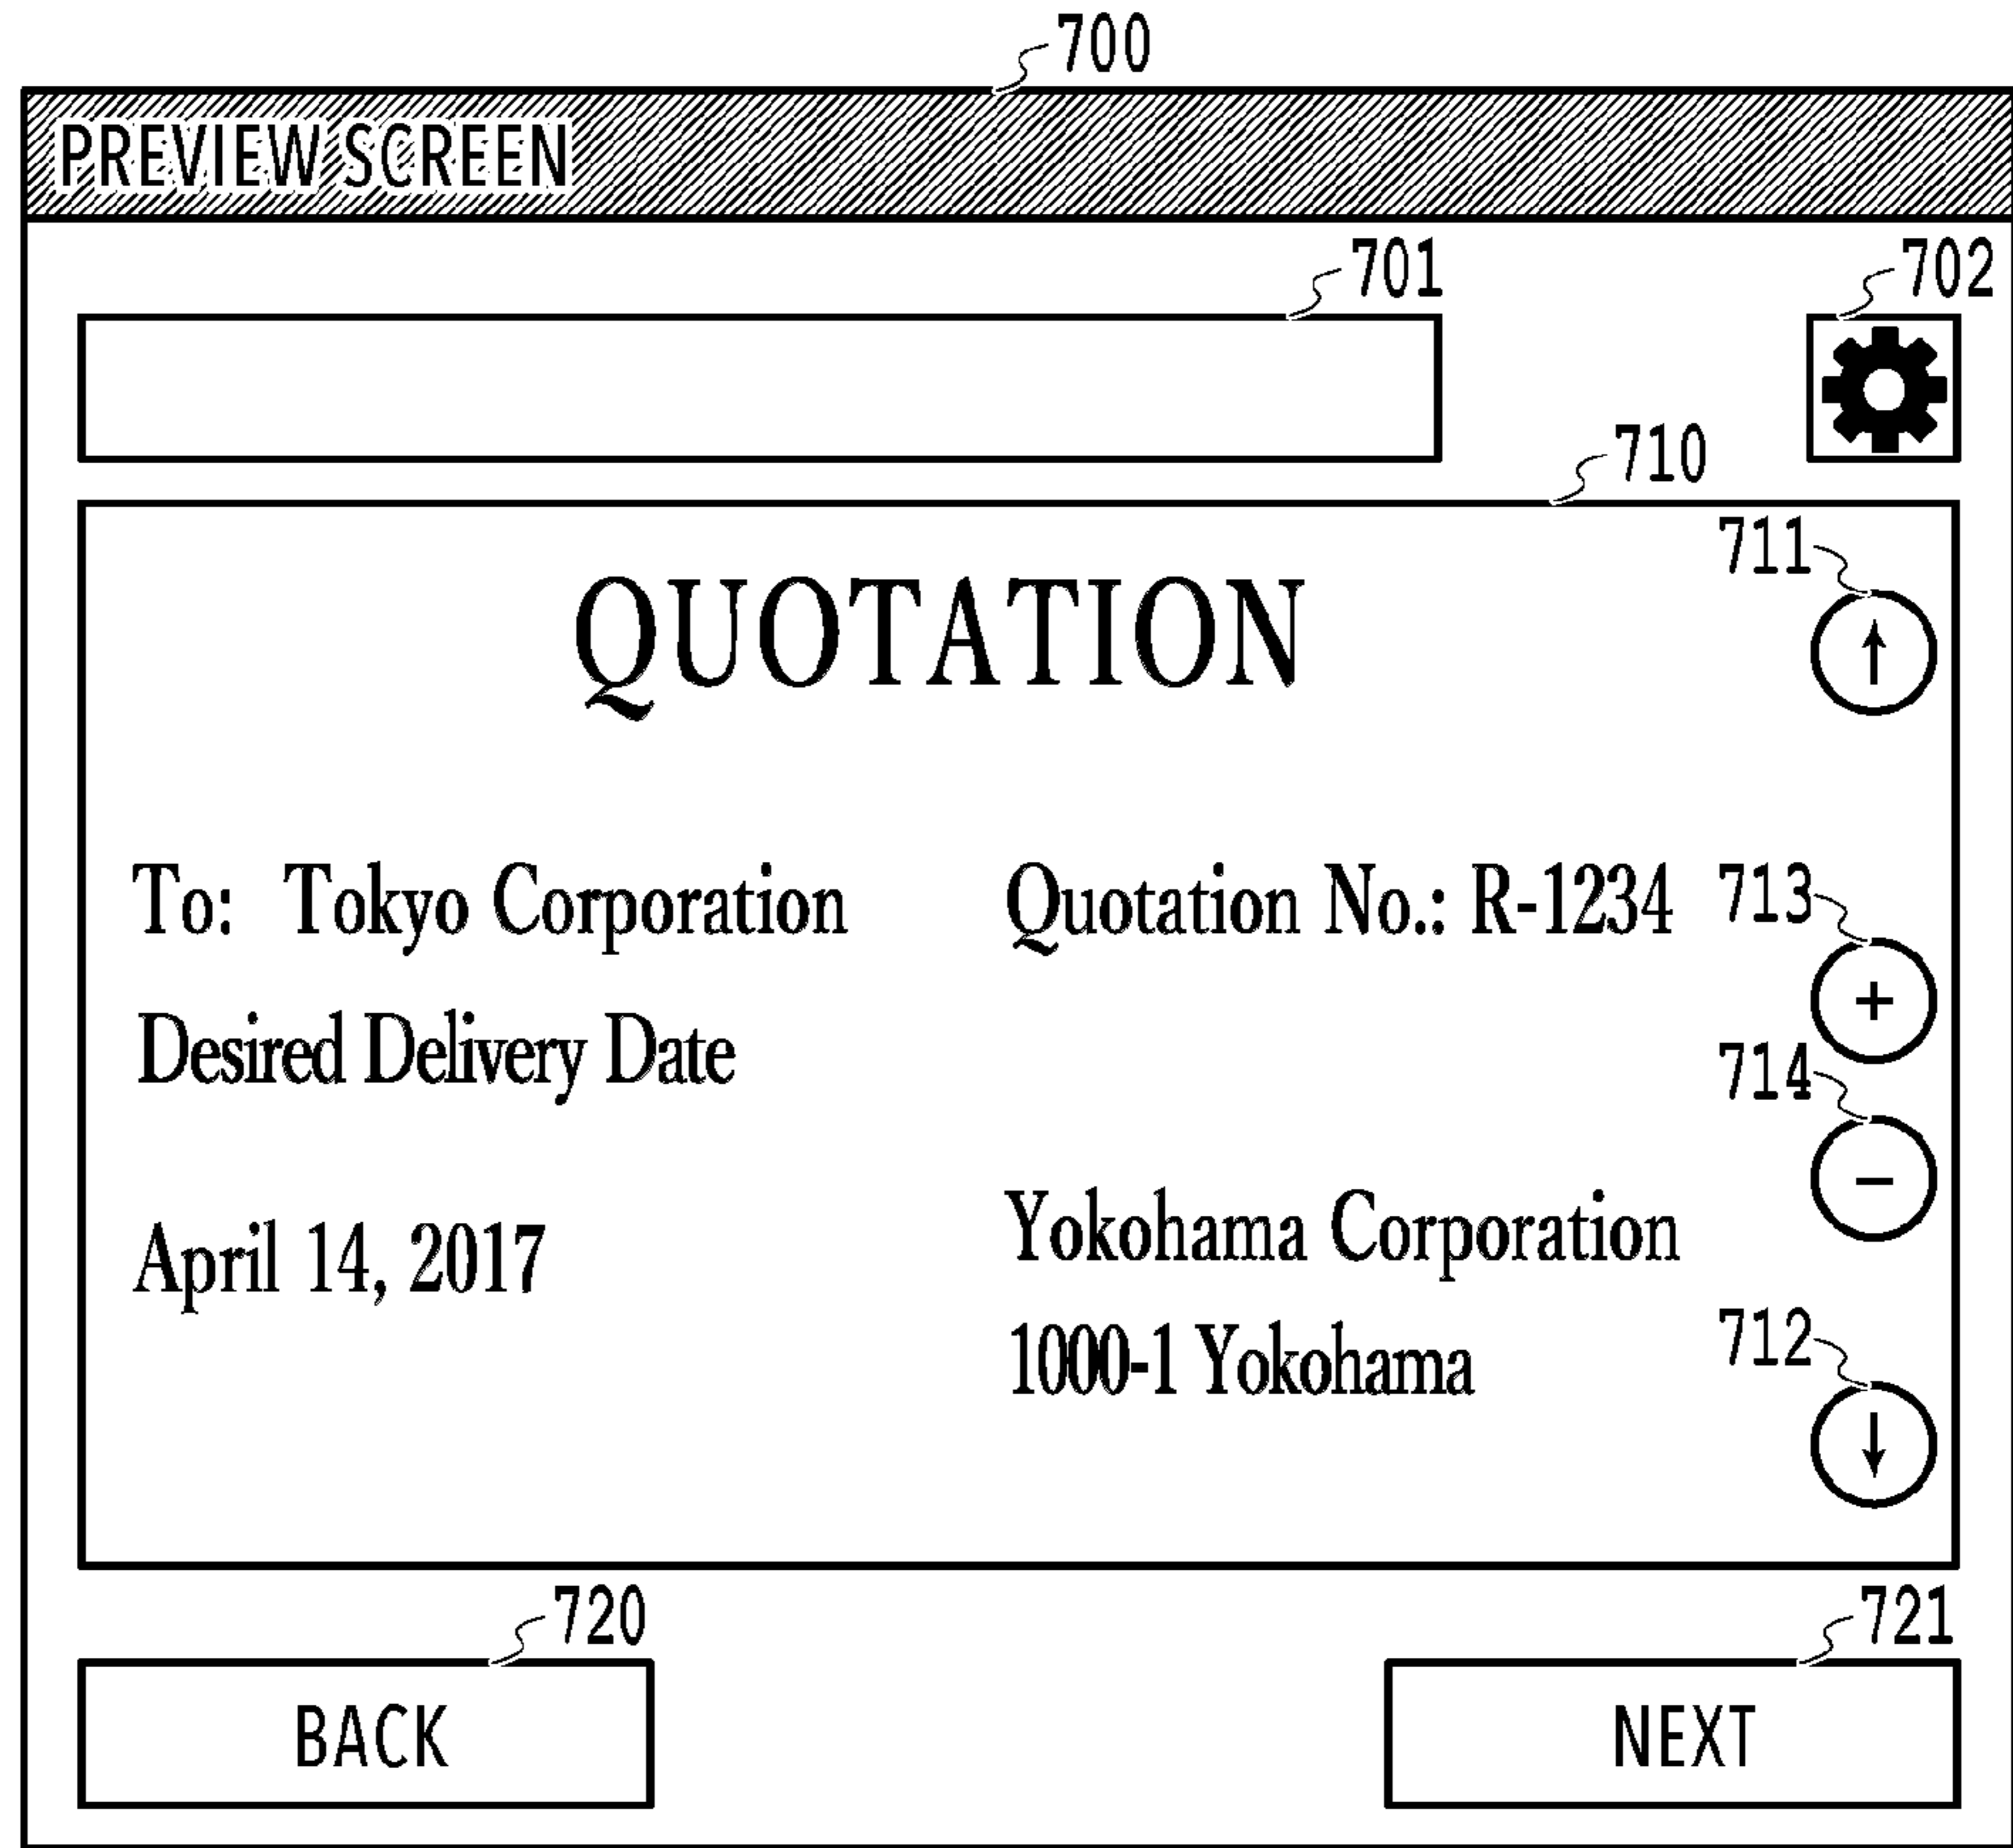 700
PREVIEW SCREEN
701
702
710
711
QUOTATION
To: Tokyo Corporation
Quotation No.: R-1234
713
↑
Desired Delivery Date
+
714
−
April 14, 2017
Yokohama Corporation
1000-1 Yokohama
712
↓
720
721
BACK
NEXT